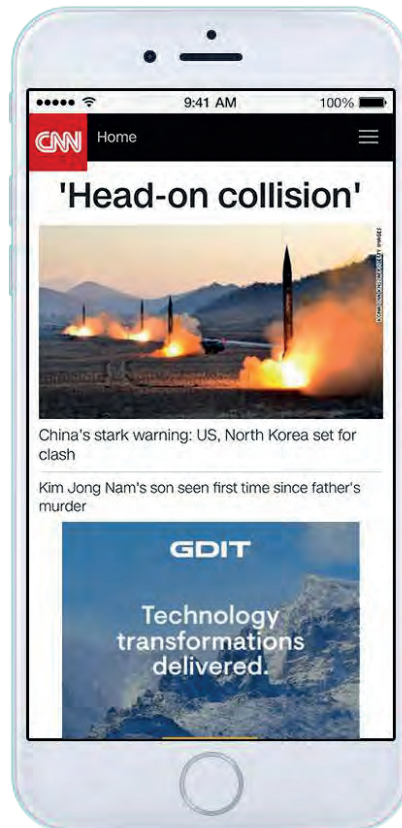 9:41 AM
100%
CNN
Home
'Head-on collision'
China's stark warning: US, North Korea set for
clash
Kim Jong Nam's son seen first time since father's
murder
GDIT
Technology
transformations
delivered.